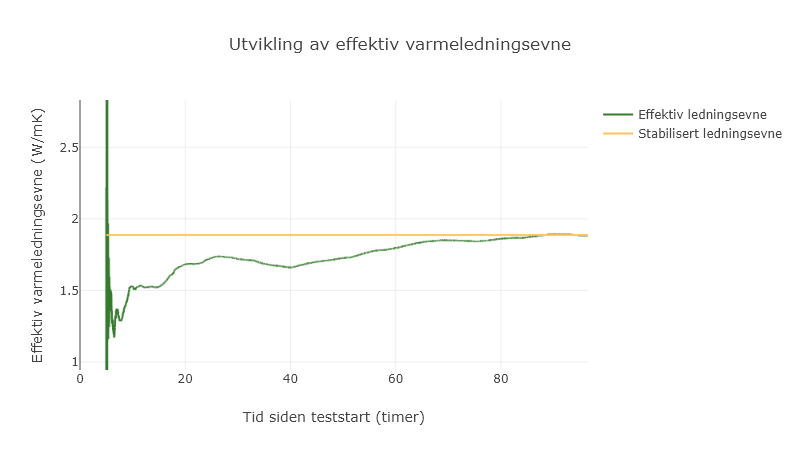 Utvikling av effektiv varmeledningsevne
Effektiv varmeledningsevne (W/mK)
2.5
2
1.5
1
0
20
40
60
80
Tid siden teststart (timer)
Effektiv ledningsevne
Stabilisert ledningsevne